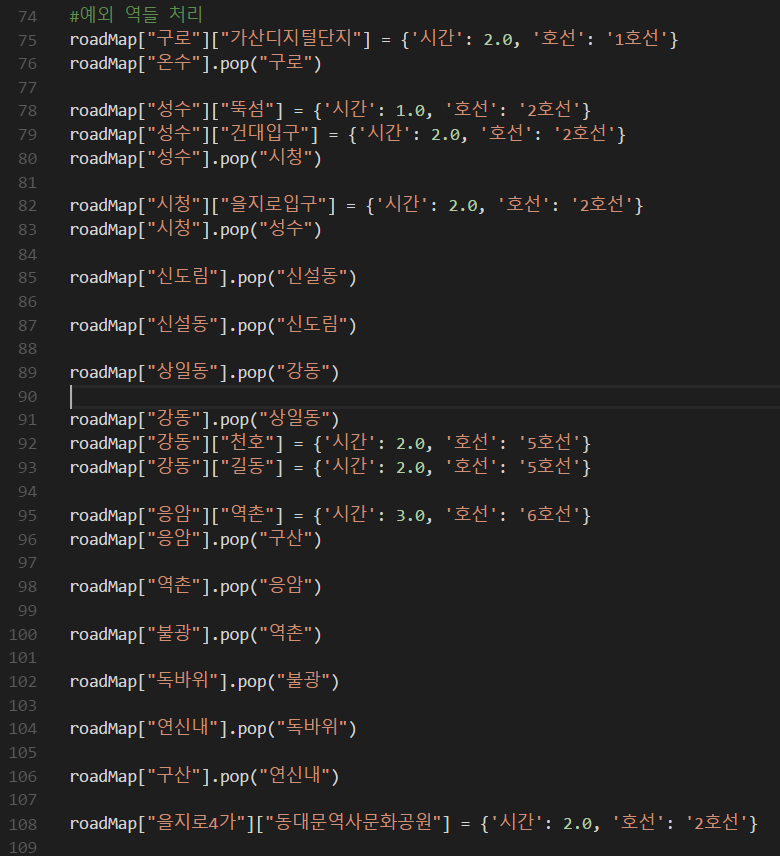 74 #예외 역들 처리
75 roadMap["구로"]["가산디지털단지"] = {'시간': 2.0, '호선': '1호선'}
76 roadMap["온수"].pop("구로")
77
78 roadMap["성수"]["뚝섬"] = {'시간': 1.0, '호선': '2호선'}
79 roadMap["성수"]["건대입구"] = {'시간': 2.0, '호선': '2호선'}
80 roadMap["성수"].pop("시청")
81
82 roadMap["시청"]["을지로입구"] = {'시간': 2.0, '호선': '2호선'}
83 roadMap["시청"].pop("성수")
84
85 roadMap["신도림"].pop("신설동")
86
87 roadMap["신설동"].pop("신도림")
88
89 roadMap["상일동"].pop("강동")
90
91 roadMap["강동"].pop("상일동")
92 roadMap["강동"]["천호"] = {'시간': 2.0, '호선': '5호선'}
93 roadMap["강동"]["길동"] = {'시간': 2.0, '호선': '5호선'}
94
95 roadMap["응암"]["역촌"] = {'시간': 3.0, '호선': '6호선'}
96 roadMap["응암"].pop("구산")
97
98 roadMap["역촌"].pop("응암")
99
100 roadMap["불광"].pop("역촌")
101
102 roadMap["독바위"].pop("불광")
103
104 roadMap["연신내"].pop("독바위")
105
106 roadMap["구산"].pop("연신내")
107
108 roadMap["을지로4가"]["동대문역사문화공원"] = {'시간': 2.0, '호선': '2호선'}
109